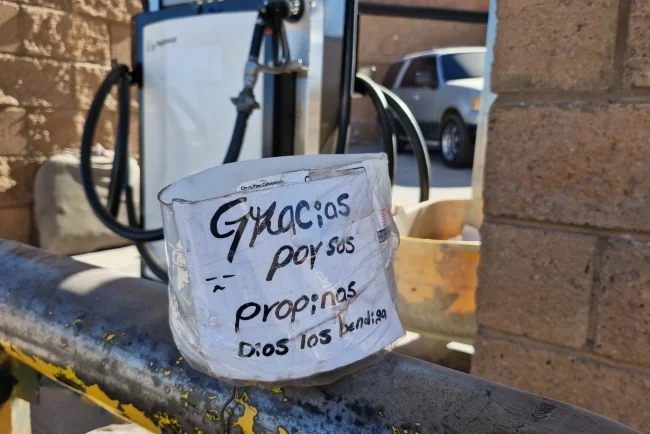 Gracias
por sus
propinas
Dios los bendiga